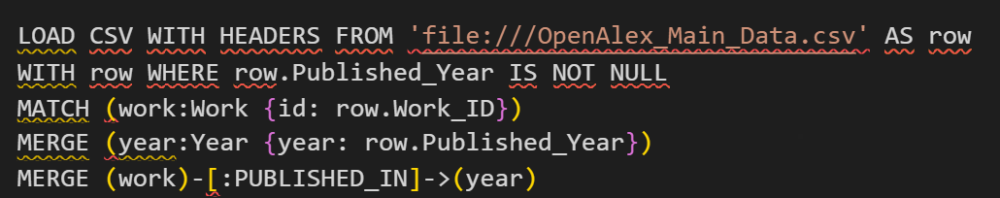 LOAD CSV WITH HEADERS FROM 'file:///OpenAlex_Main_Data.csv' AS row
WITH row WHERE row.Published_Year IS NOT NULL
MATCH (work:Work {id: row.Work_ID})
MERGE (year:Year {year: row.Published_Year})
MERGE (work)-[:PUBLISHED_IN]->(year)